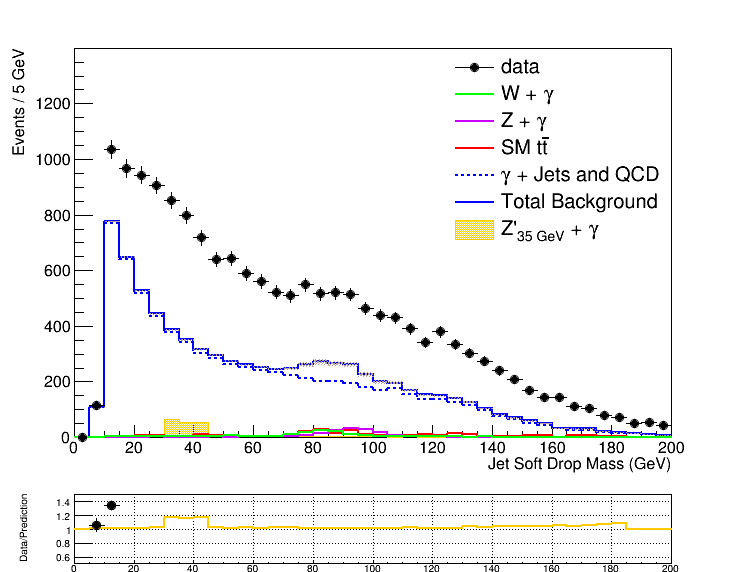 Events / 5 GeV
1200
1000
800
600
400
200
0
data
W + γ
Z + γ
SM tt̄
γ + Jets and QCD
Total Background
Z'35 GeV + γ
0 20 40 60 80 100 120 140 160 180 200
Jet Soft Drop Mass (GeV)
Data/Prediction
1.4
1.2
1
0.8
0.6
0 20 40 60 80 100 120 140 160 180 200